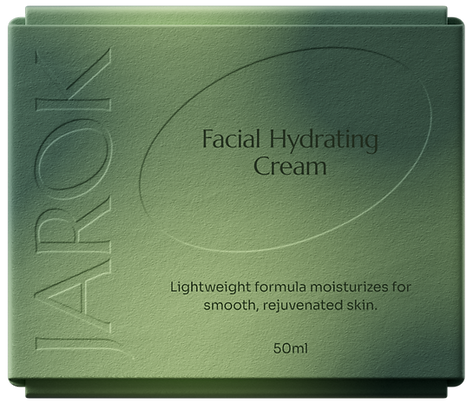 JAROK
Facial Hydrating
Cream
Lightweight formula moisturizes for
smooth, rejuvenated skin.
50ml